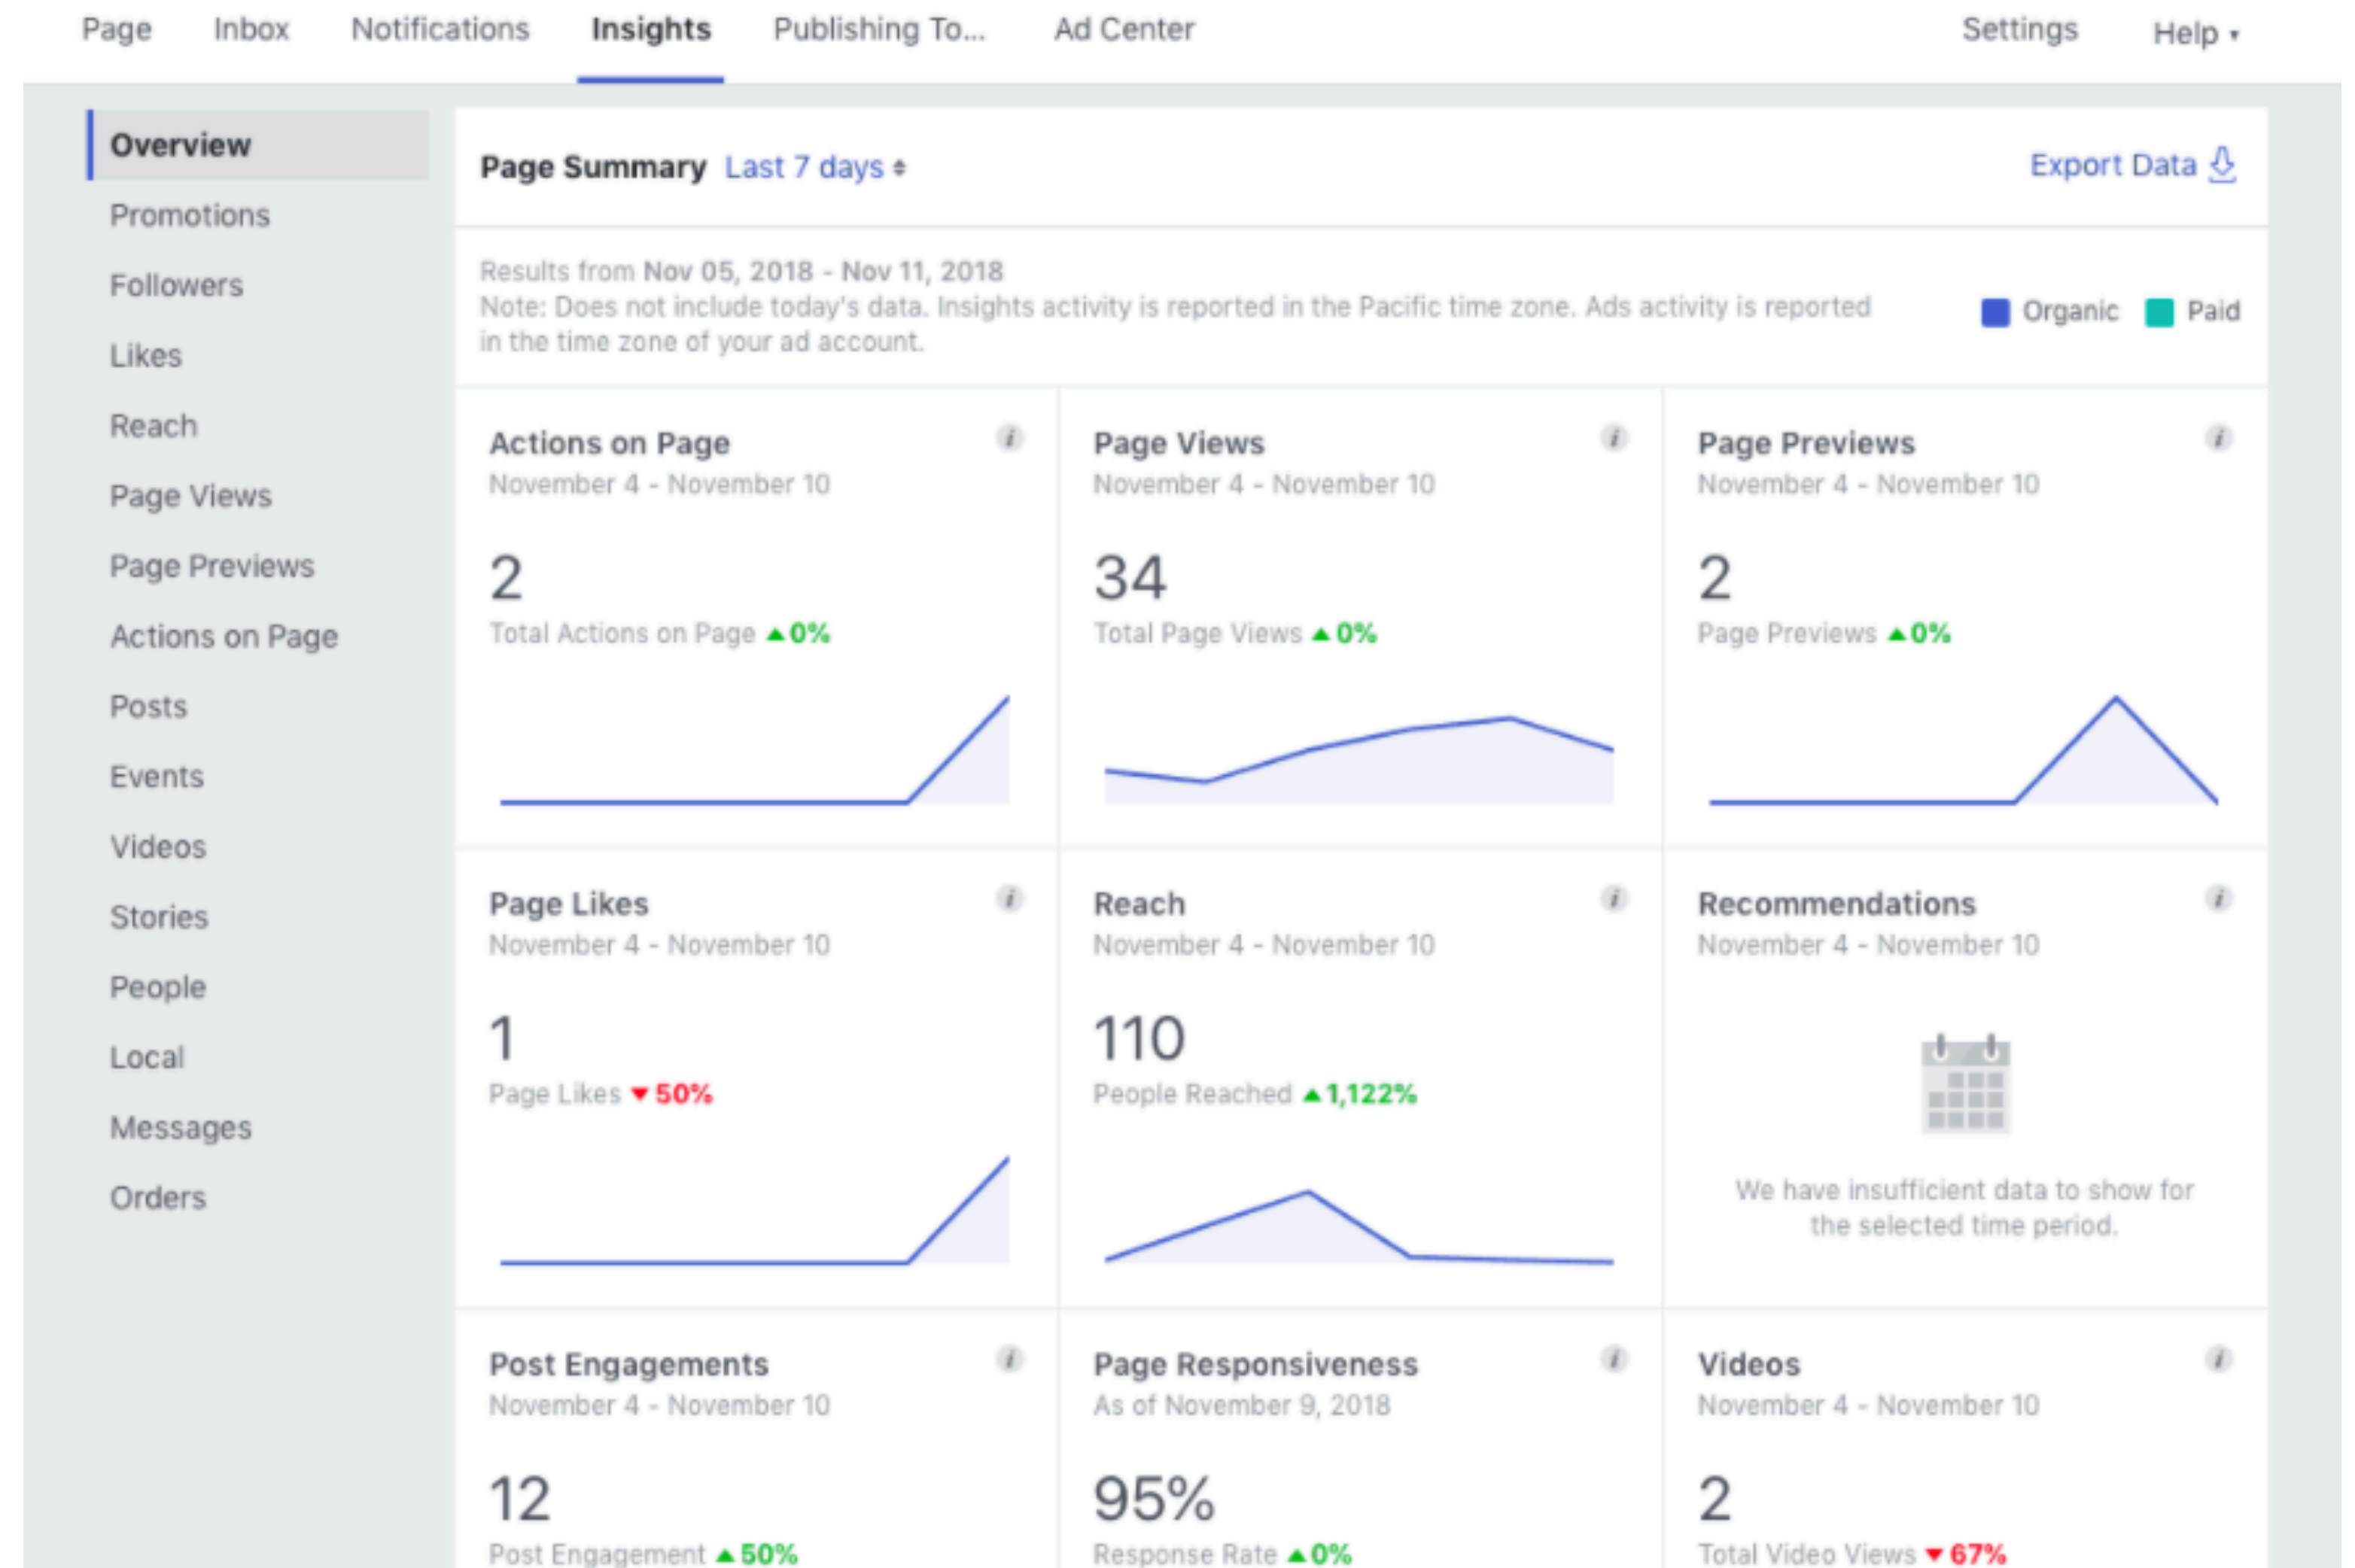 Page Inbox Notifications Insights Publishing To... Ad Center Settings Help
Overview
Promotions
Followers
Likes
Reach
Page Views
Page Previews
Actions on Page
Posts
Events
Videos
Stories
People
Local
Messages
Orders
Page Summary Last 7 days Export Data
Results from Nov 05, 2018 - Nov 11, 2018
Note: Does not include today's data. Insights activity is reported in the Pacific time zone. Ads activity is reported
in the time zone of your ad account.
Organic Paid
Actions on Page
November 4 - November 10
2
Total Actions on Page ▲0%
Page Views
November 4 - November 10
34
Total Page Views ▲0%
Page Previews
November 4 - November 10
2
Page Previews ▲0%
Page Likes
November 4 - November 10
1
Page Likes ▼50%
Reach
November 4 - November 10
110
People Reached ▲1,122%
Recommendations
November 4 - November 10
We have insufficient data to show for
the selected time period.
Post Engagements
November 4 - November 10
12
Post Engagement ▲50%
Page Responsiveness
As of November 9, 2018
95%
Response Rate ▲0%
Videos
November 4 - November 10
2
Total Video Views ▼67%